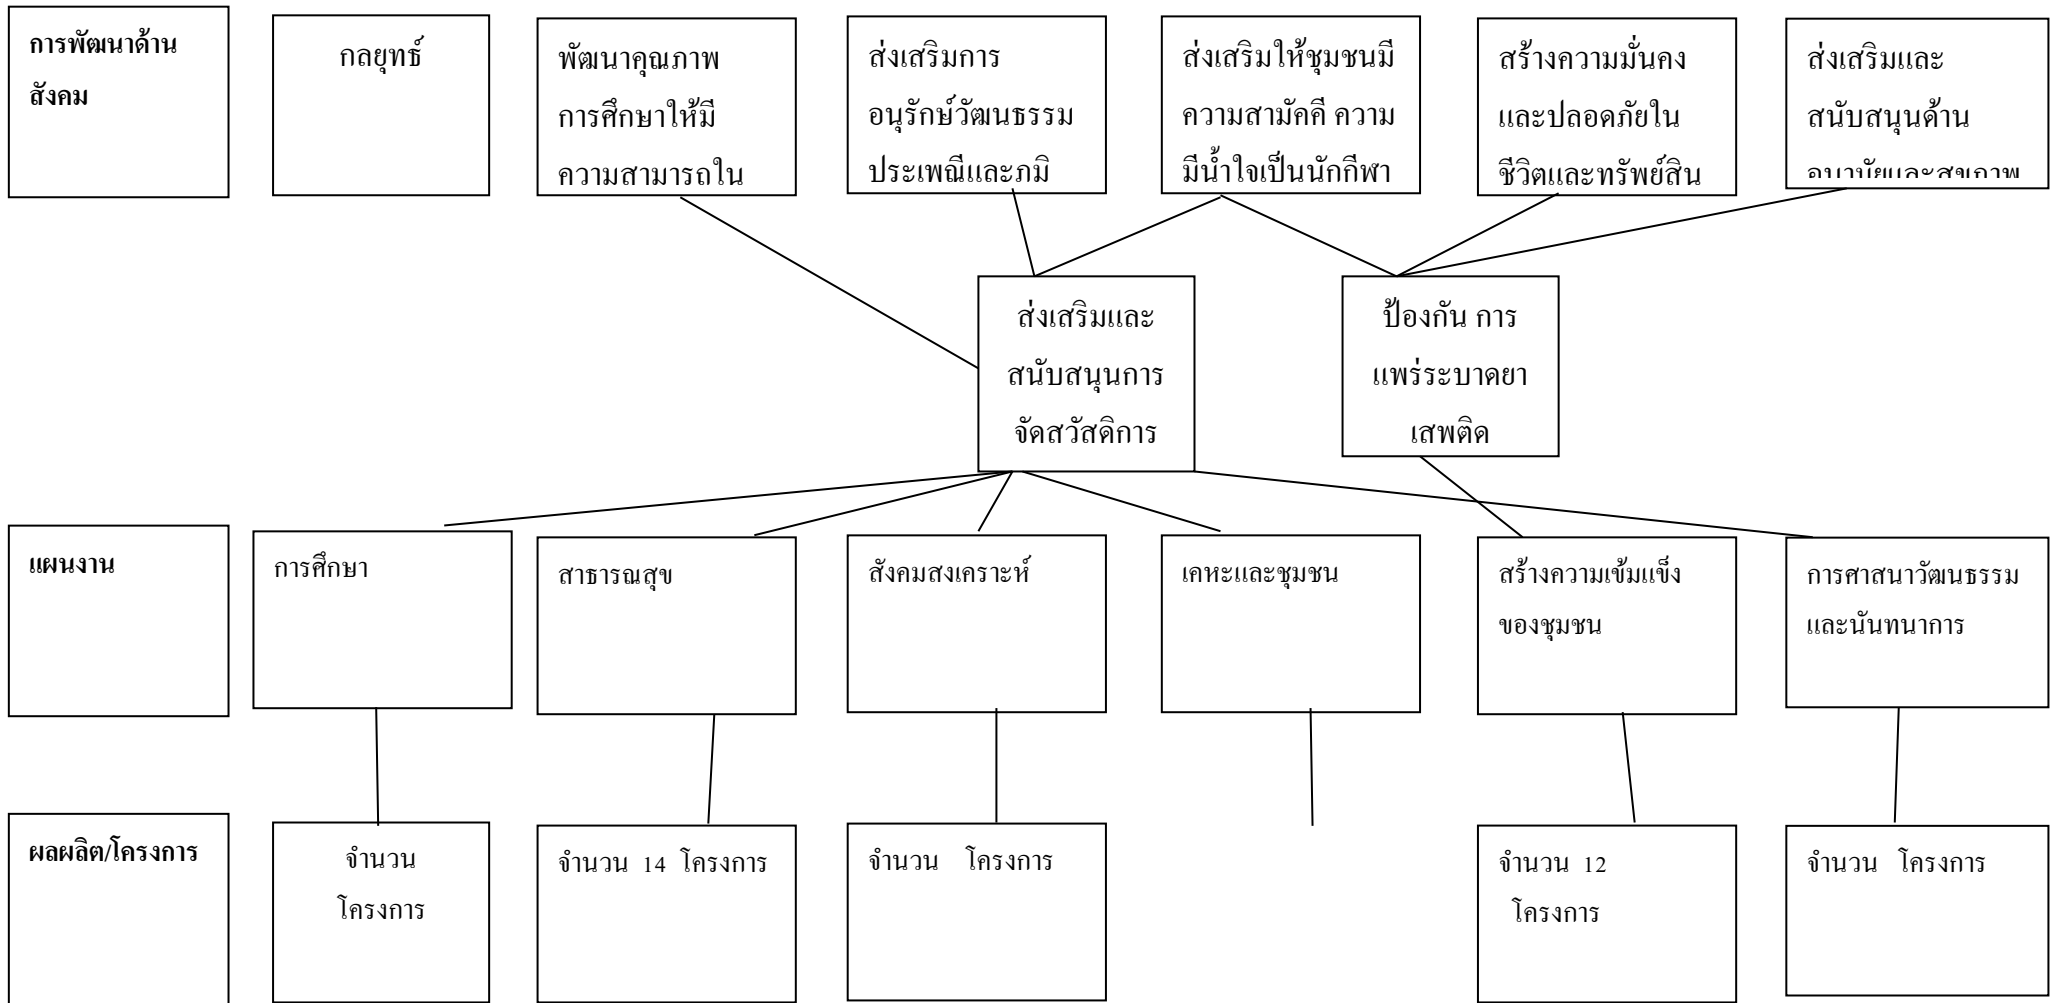 การพัฒนาด้าน
สังคม
กลยุทธ์
พัฒนาคุณภาพ
การศึกษาให้มี
ความสามารถใน
ส่งเสริมการ
อนุรักษ์วัฒนธรรม
ประเพณีและภูมิ
ส่งเสริมให้ชุมชนมี
ความสามัคคี ความ
มีน้ำใจเป็นนักกีฬา
สร้างความมั่นคง
และปลอดภัยใน
ชีวิตและทรัพย์สิน
ส่งเสริมและ
สนับสนุนด้าน
อนามัยและสุขภาพ
ส่งเสริมและ
สนับสนุนการ
จัดสวัสดิการ
ป้องกัน การ
แพร่ระบาดยา
เสพติด
แผนงาน
การศึกษา
สาธารณสุข
สังคมสงเคราะห์
เคหะและชุมชน
สร้างความเข้มแข็ง
ของชุมชน
การศาสนาวัฒนธรรม
และนันทนาการ
ผลผลิต/โครงการ
จำนวน
โครงการ
จำนวน 14 โครงการ
จำนวน โครงการ
จำนวน 12
โครงการ
จำนวน โครงการ